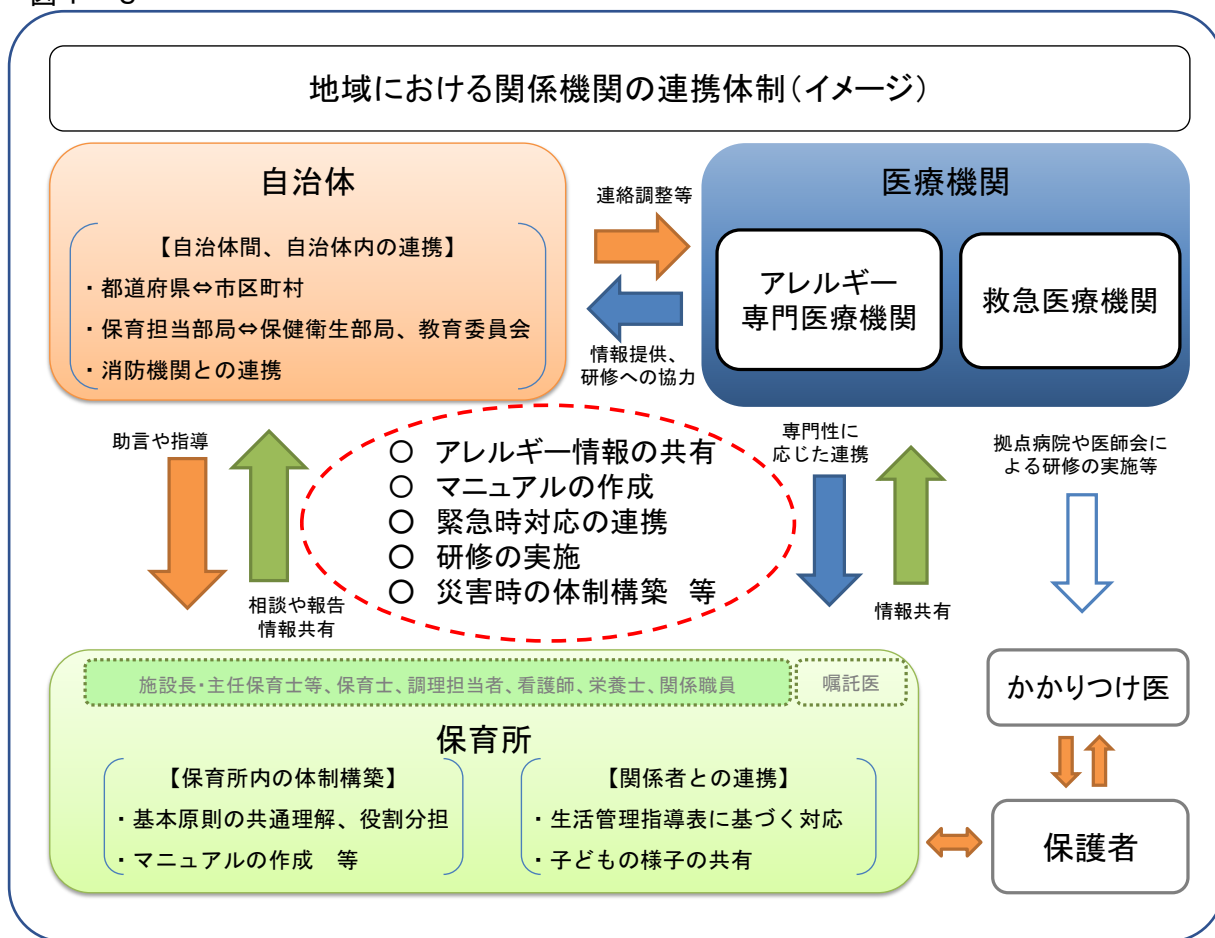 地域における関係機関の連携体制(イメージ)
自治体
【自治体間、自治体内の連携】
・都道府県⇔市区町村
・保育担当部局⇔保健衛生部局、教育委員会
・消防機関との連携
連絡調整等
情報提供、
研修への協力
医療機関
アレルギー
専門医療機関
救急医療機関
助言や指導
相談や報告
情報共有
○ アレルギー情報の共有
○ マニュアルの作成
○ 緊急時対応の連携
○ 研修の実施
○ 災害時の体制構築 等
専門性に
応じた連携
情報共有
拠点病院や医師会に
よる研修の実施等
施設長・主任保育士等、保育士、調理担当者、看護師、栄養士、関係職員
嘱託医
保育所
【保育所内の体制構築】
・基本原則の共通理解、役割分担
・マニュアルの作成 等
【関係者との連携】
・生活管理指導表に基づく対応
・子どもの様子の共有
かかりつけ医
保護者